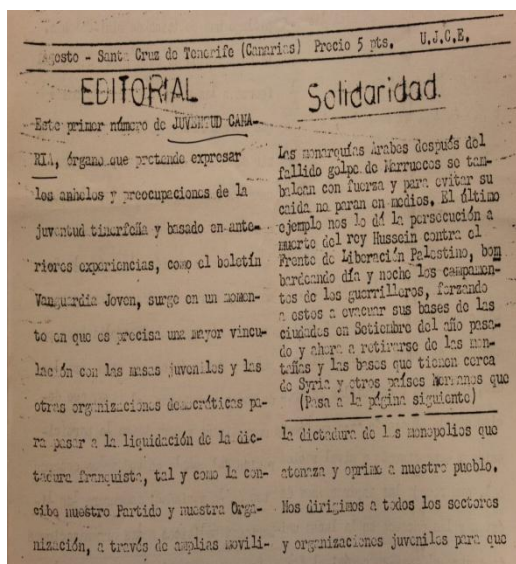 Agosto - Santa Cruz de Tenerife (Canarias) Precio 5 pts. U.J.C.E.
EDITORIAL
Este primer número de JUVENTUD CANA-
RIA, órgano que pretende expresar
los anhelos y preocupaciones de la
juventud tinerfeña y basado en ante-
riores experiencias, como el boletín
Vanguardia Joven, surge en un momen-
to en que es precisa una mayor vincu-
lación con las masas juveniles y las
otras organizaciones democráticas pa-
ra pasar a la liquidación de la dic-
tadura franquista, tal y como la con-
cibe nuestro Partido y nuestra Orga-
nización, a través de amplias movili-
Solidaridad.
Las monarquías árabes después del
fallido golpe de Marruecos se tam-
balean con fuerza y para evitar su
caida no paran en medios. El último
ejemplo nos lo dá la persecución a
muerte del rey Hussein contra el
Frente de Liberación Palestino, bom
bardeando día y noche los campamen-
tos de los guerrilleros, forzando
a estos a evacuar sus bases de las
ciudades en Setiembre del año pasa-
do y ahora a retirarse de las mon-
tañas y las bases que tienen cerca
de Syria y otros países hermanos que
(Pasa a la página siguiente)
la dictadura de los monopolios que
atenaza y oprime a nuestro pueblo.
Nos dirigimos a todos los sectores
y organizaciones juveniles para que